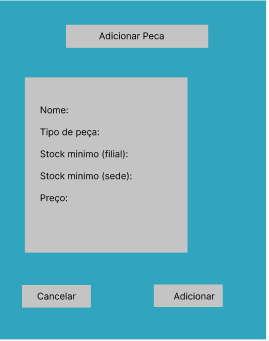 Adicionar Peca
Nome:
Tipo de peça:
Stock minimo (filial):
Stock minimo (sede):
Preço:
Cancelar
Adicionar